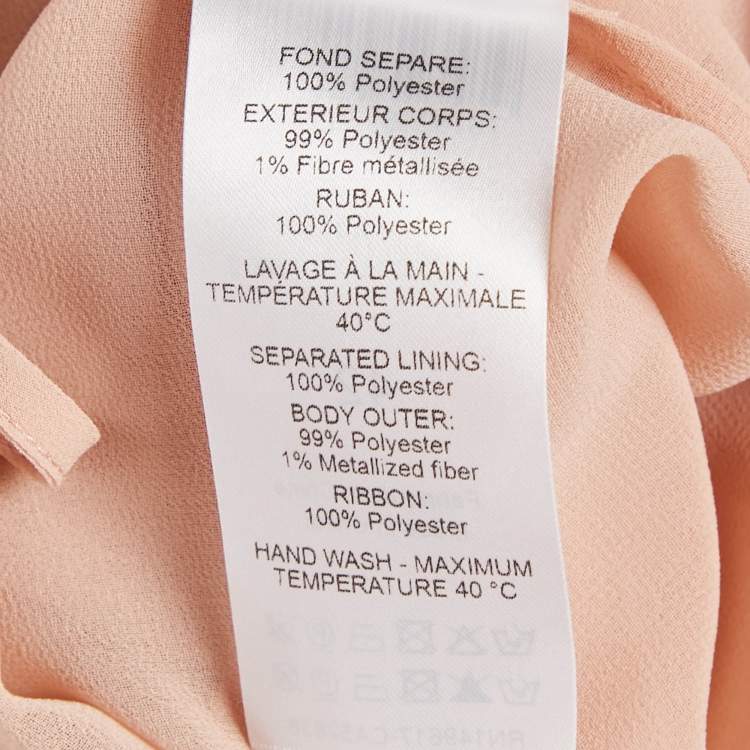 FOND SEPARE:
100% Polyester
EXTERIEUR CORPS:
99% Polyester
1% Fibre métallisée
RUBAN:
100% Polyester
LAVAGE À LA MAIN -
TEMPÉRATURE MAXIMALE
40°C
SEPARATED LINING:
100% Polyester
BODY OUTER:
99% Polyester
1% Metallized fiber
RIBBON:
100% Polyester
HAND WASH - MAXIMUM
TEMPERATURE 40 °C